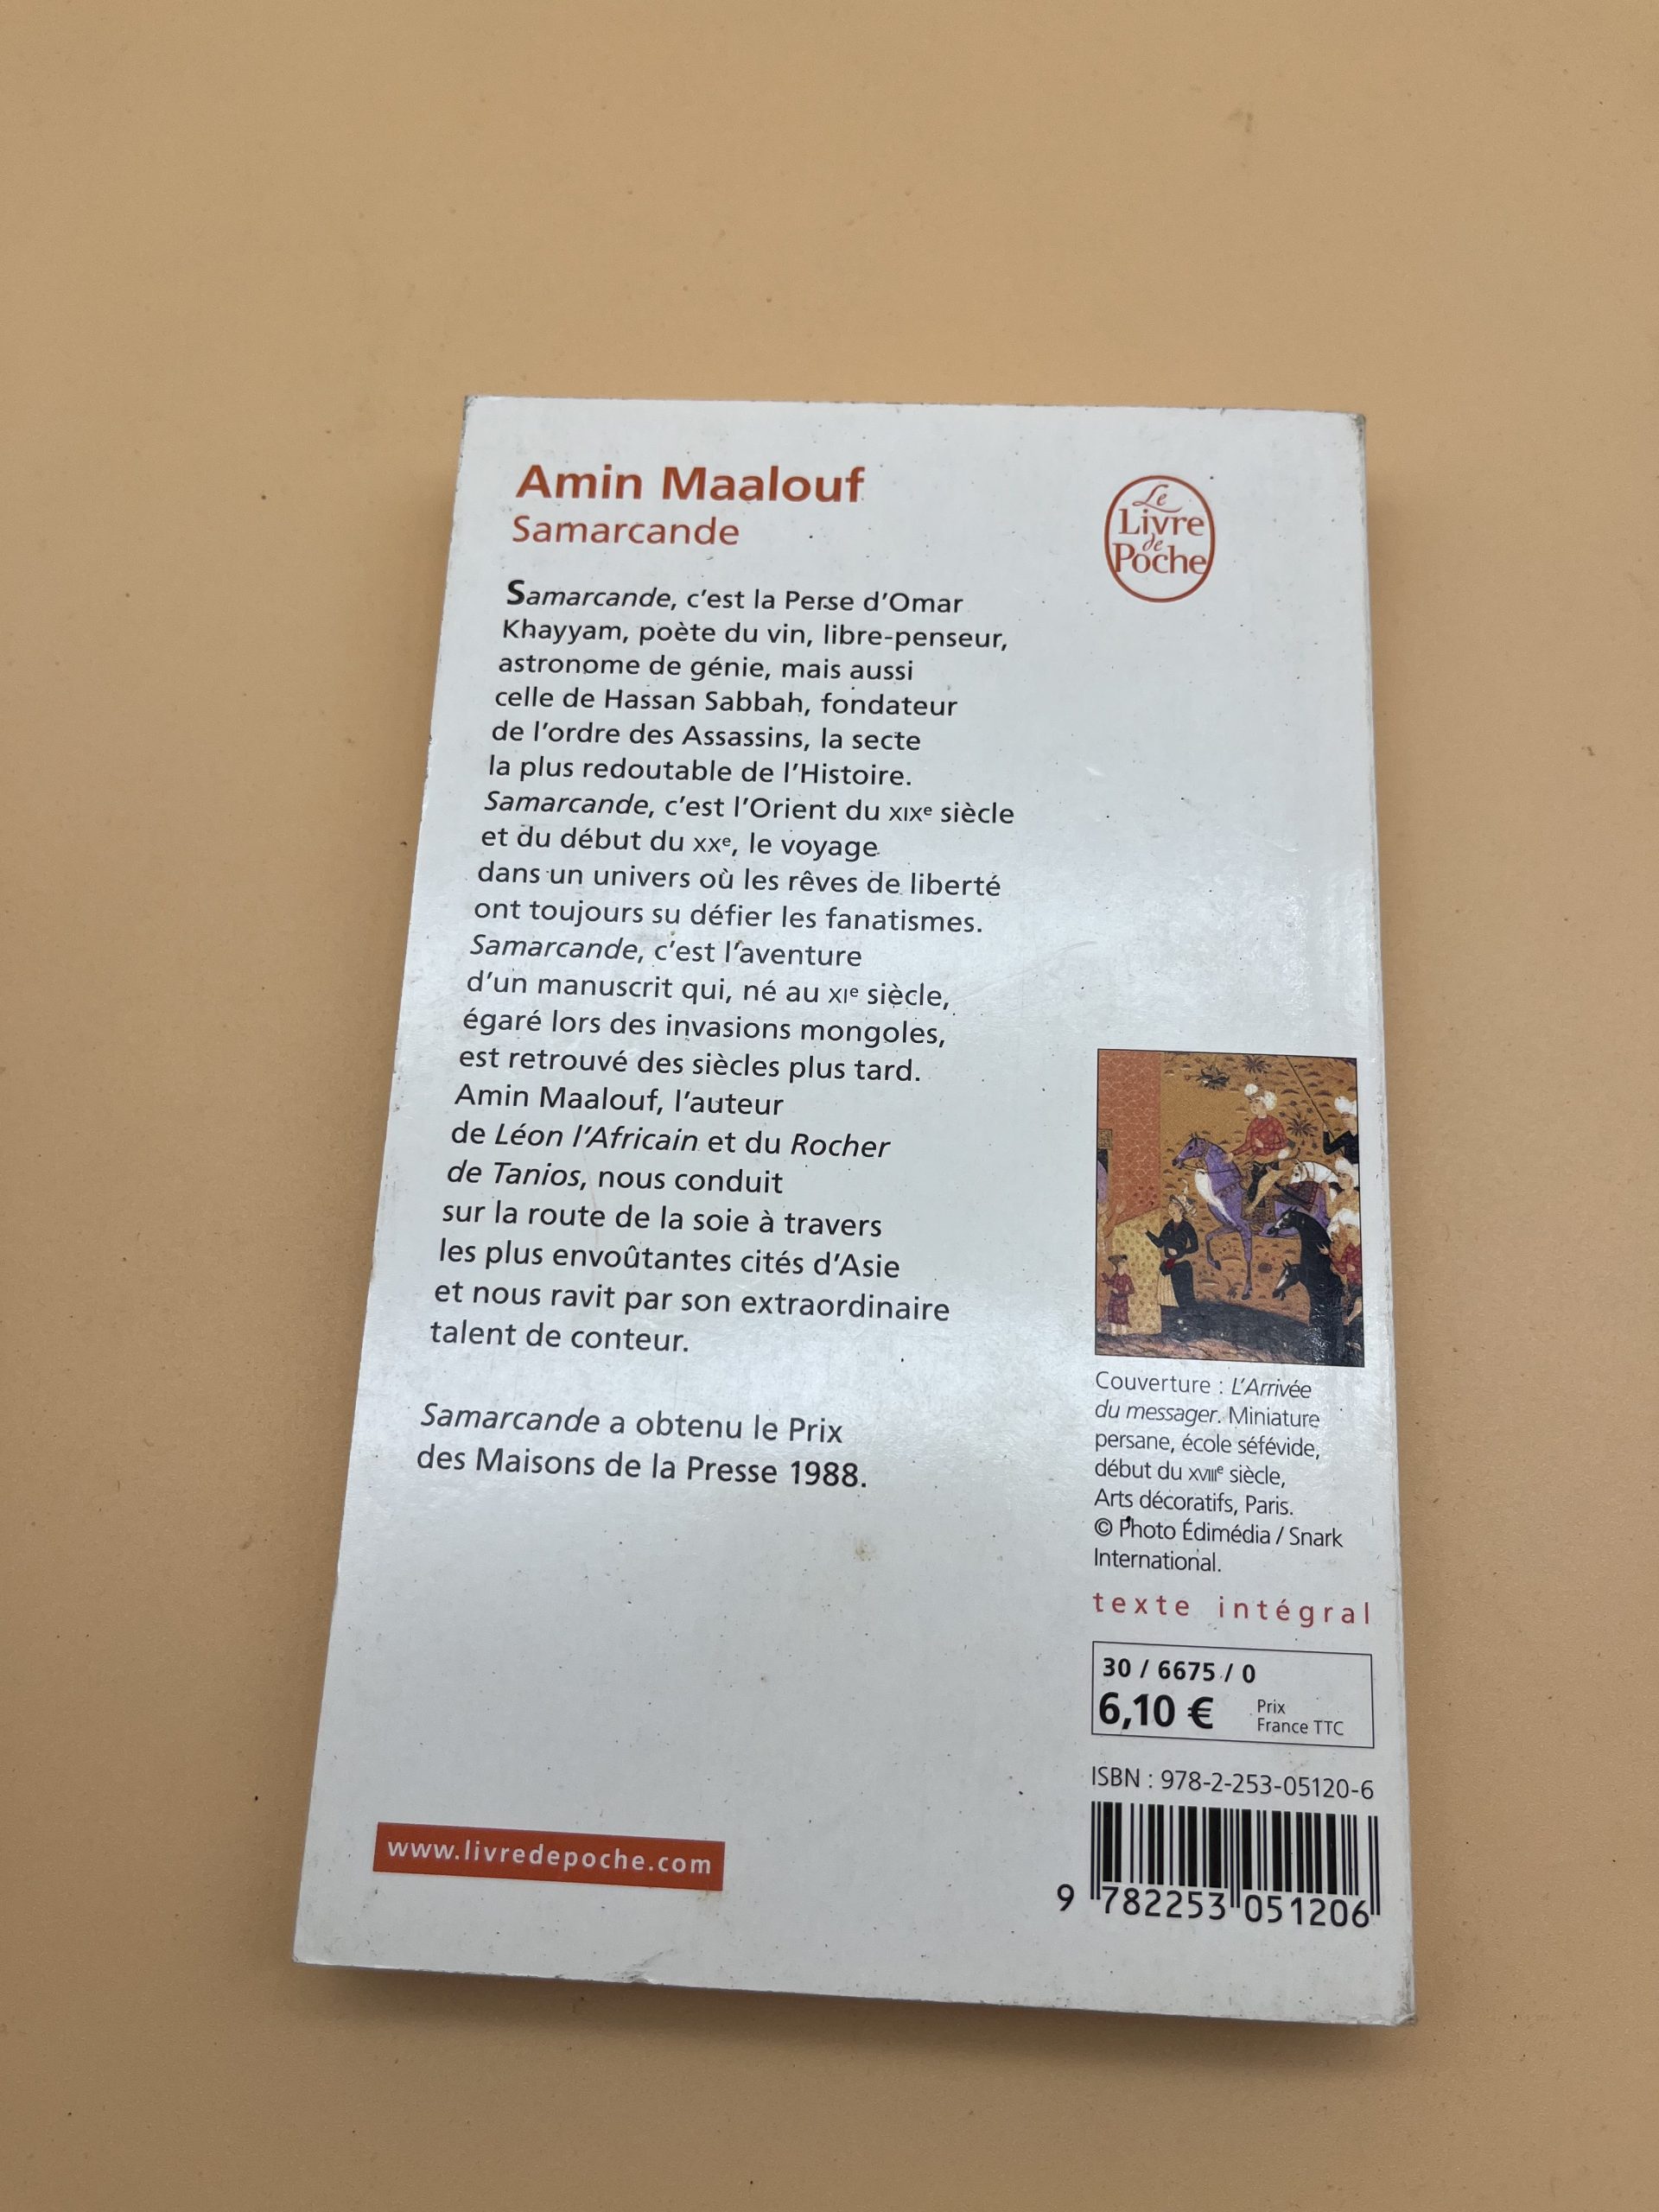 Amin Maalouf
Samarcande
Le
Livre
de
Poche
Samarcande, c'est la Perse d'Omar
Khayyam, poète du vin, libre-penseur,
astronome de génie, mais aussi
celle de Hassan Sabbah, fondateur
de l'ordre des Assassins, la secte
la plus redoutable de l'Histoire.
Samarcande, c'est l'Orient du XIXe siècle
et du début du XXe, le voyage
dans un univers où les rêves de liberté
ont toujours su défier les fanatismes.
Samarcande, c'est l'aventure
d'un manuscrit qui, né au XIe siècle,
égaré lors des invasions mongoles,
est retrouvé des siècles plus tard.
Amin Maalouf, l'auteur
de Léon l'Africain et du Rocher
de Tanios, nous conduit
sur la route de la soie à travers
les plus envoûtantes cités d'Asie
et nous ravit par son extraordinaire
talent de conteur.
Samarcande a obtenu le Prix
des Maisons de la Presse 1988.
Couverture : L'Arrivée
du messager. Miniature
persane, école séfévide,
début du XVIIIe siècle,
Arts décoratifs, Paris.
© Photo Édimédia / Snark
International.
texte intégral
30 / 6675 / 0
6,10 € Prix
France TTC
ISBN : 978-2-253-05120-6
9 782253 051206
www.livredepoche.com